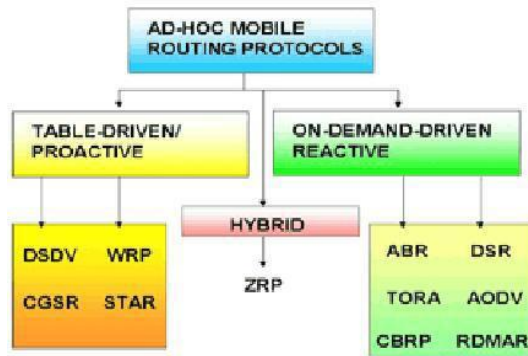 AD-HOC MOBILE
ROUTING PROTOCOLS
TABLE-DRIVEN/
PROACTIVE
ON-DEMAND-DRIVEN
REACTIVE
HYBRID
ZRP
DSDV WRP
CGSR STAR
ABR DSR
TORA AODV
CBRP RDMAR